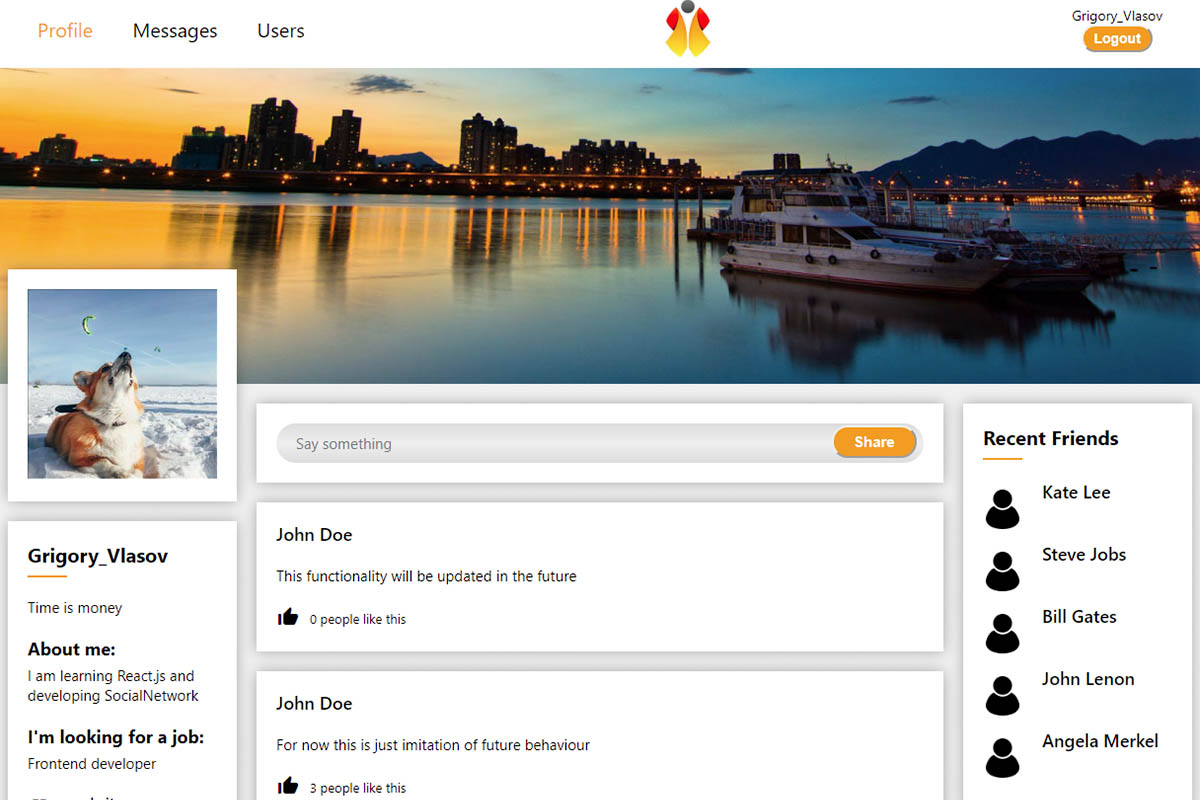 Profile
Messages
Users
Grigory_Vlasov
Logout
Say something
Share
Recent Friends
Kate Lee
Steve Jobs
Bill Gates
John Lenon
Angela Merkel
John Doe
This functionality will be updated in the future
0 people like this
John Doe
For now this is just imitation of future behaviour
3 people like this
Grigory_Vlasov
Time is money
About me:
I am learning React.js and
developing SocialNetwork
I'm looking for a job:
Frontend developer